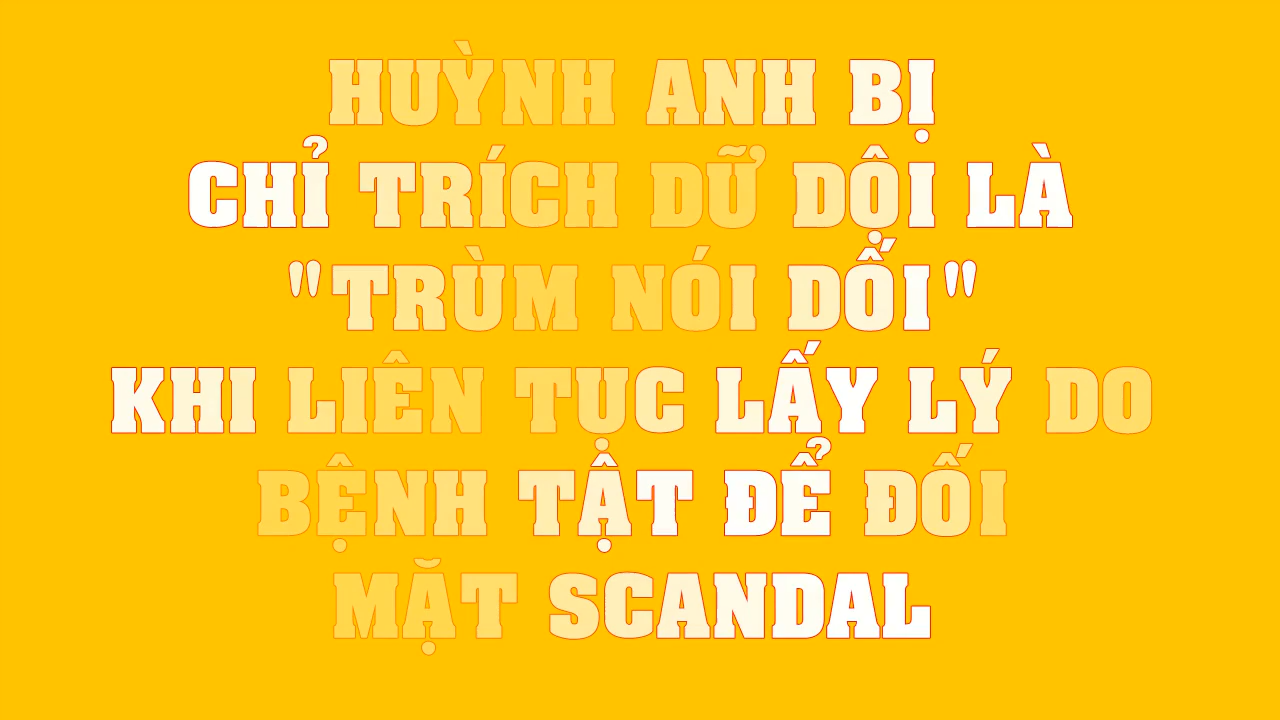 HUỲNH ANH BỊ
CHỈ TRÍCH DỮ DỘI LÀ
"TRÙM NÓI DỐI"
KHI LIÊN TỤC LẤY LÝ DO
BỆNH TẬT ĐỂ ĐỐI
MẶT SCANDAL